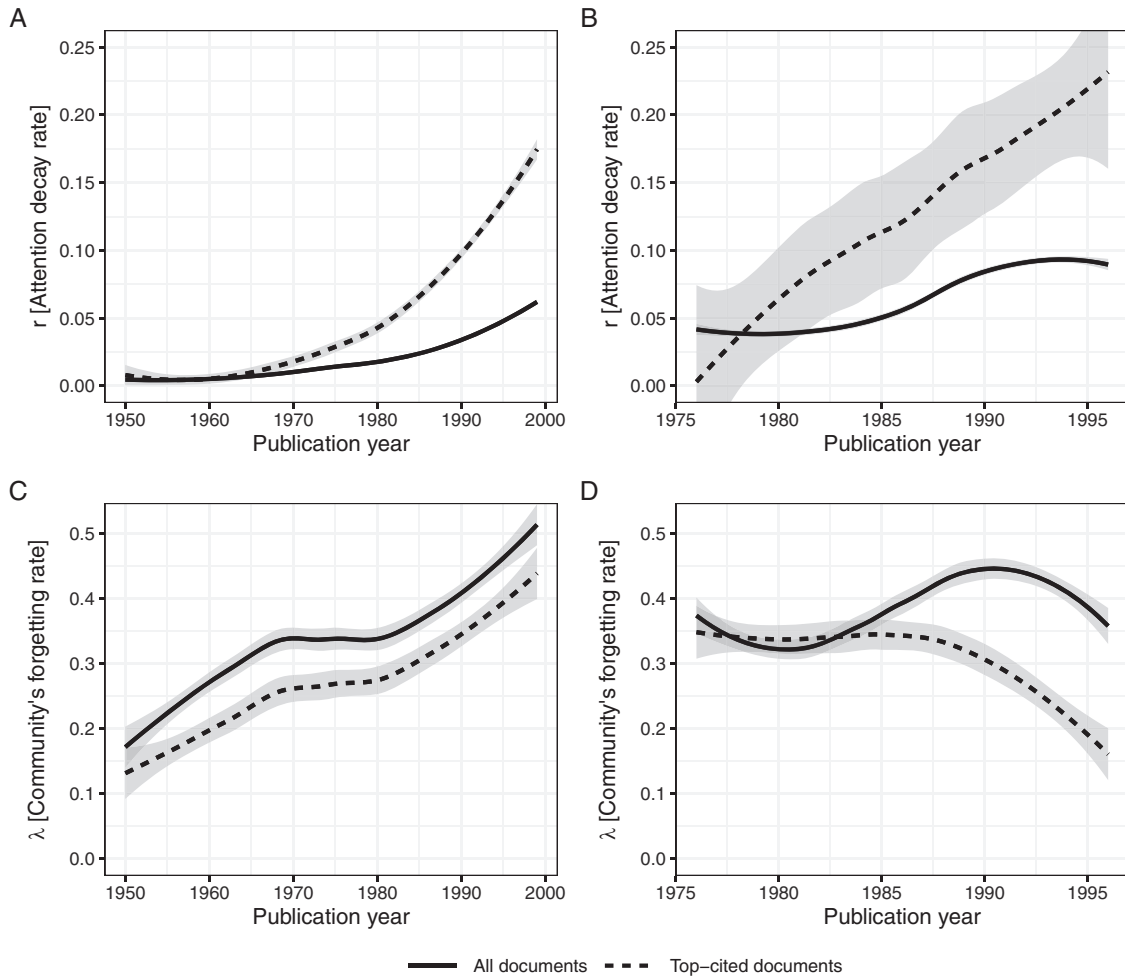 A
r [Attention decay rate]
0.25
0.20
0.15
0.10
0.05
0.00
1950 1960 1970 1980 1990 2000
Publication year
B
r [Attention decay rate]
0.25
0.20
0.15
0.10
0.05
0.00
1975 1980 1985 1990 1995
Publication year
C
λ [Community's forgetting rate]
0.5
0.4
0.3
0.2
0.1
0.0
1950 1960 1970 1980 1990 2000
Publication year
D
λ [Community's forgetting rate]
0.5
0.4
0.3
0.2
0.1
0.0
1975 1980 1985 1990 1995
Publication year
All documents Top−cited documents